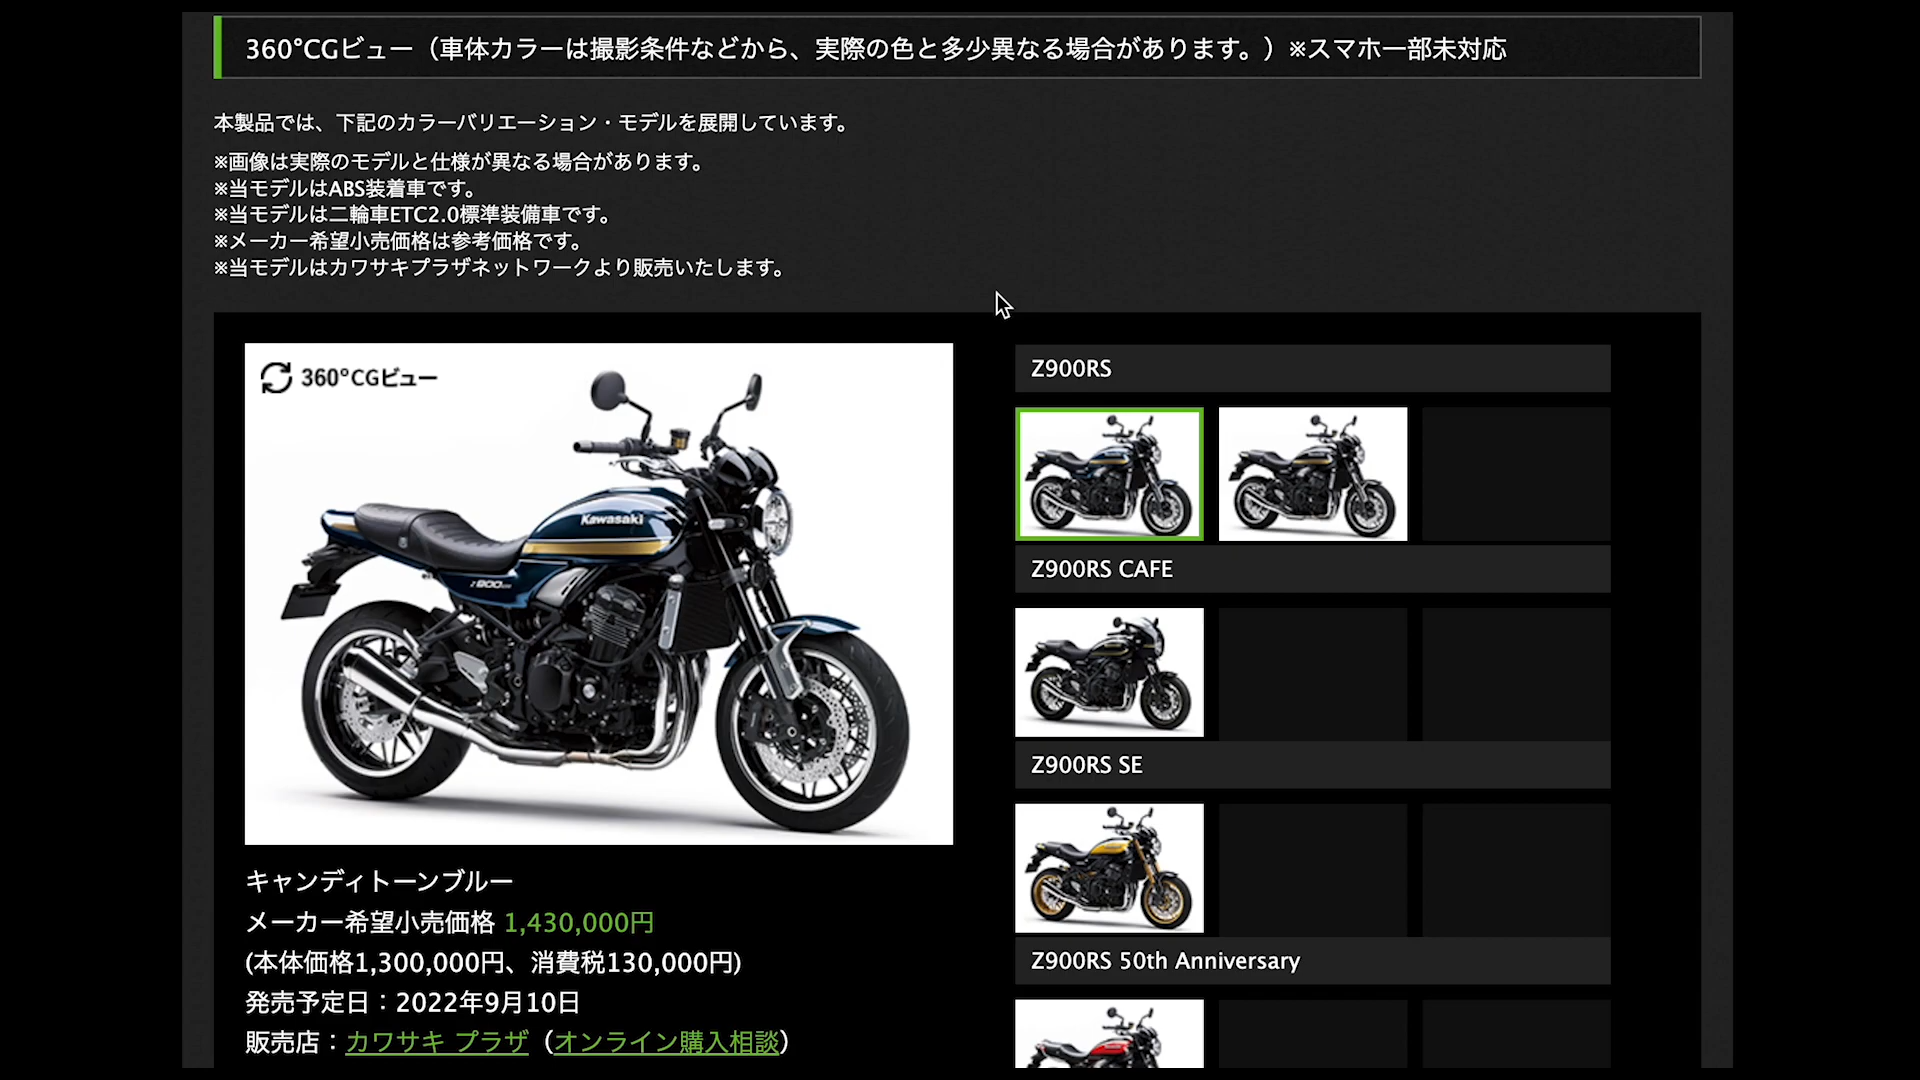 360°CGビュー（車体カラーは撮影条件などから、実際の色と多少異なる場合があります。）※スマホ一部未対応
本製品では、下記のカラーバリエーション・モデルを展開しています。
※画像は実際のモデルと仕様が異なる場合があります。
※当モデルはABS装着車です。
※当モデルは二輪車ETC2.0標準装備車です。
※メーカー希望小売価格は参考価格です。
※当モデルはカワサキプラザネットワークより販売いたします。
360°CGビュー
Kawasaki
Z900RS
キャンディトーンブルー
メーカー希望小売価格 1,430,000円
(本体価格1,300,000円、消費税130,000円)
発売予定日：2022年9月10日
販売店：カワサキ プラザ（オンライン購入相談）
Z900RS
Z900RS CAFE
Z900RS SE
Z900RS 50th Anniversary